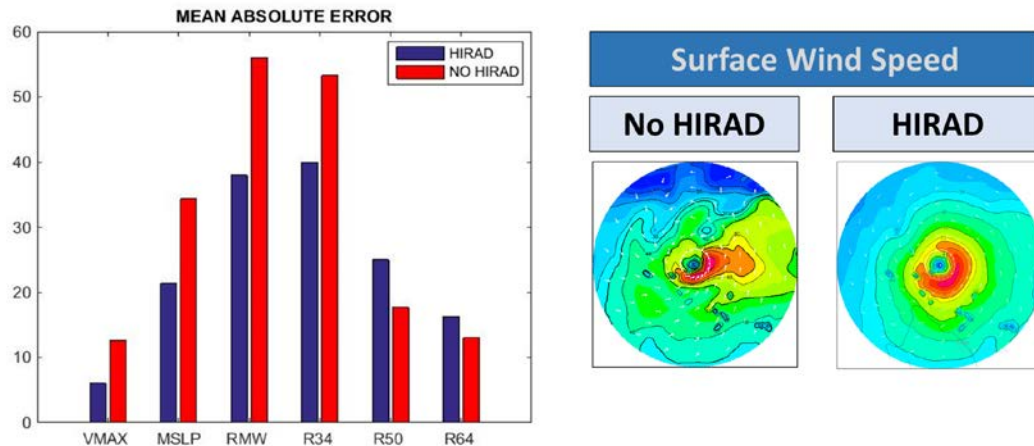 MEAN ABSOLUTE ERROR
60
50
40
30
20
10
0
HIRAD
NO HIRAD
VMAX MSLP RMW R34 R50 R64
Surface Wind Speed
No HIRAD HIRAD